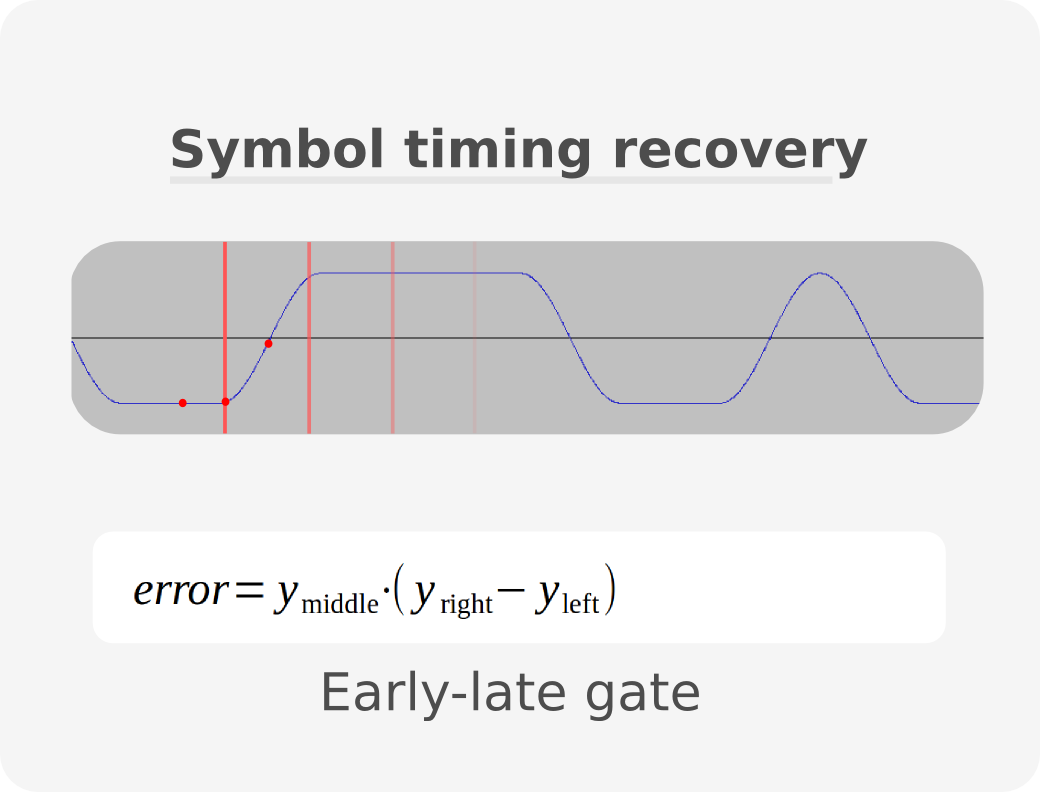 Symbol timing recovery
error = y_middle · ( y_right − y_left )
Early-late gate